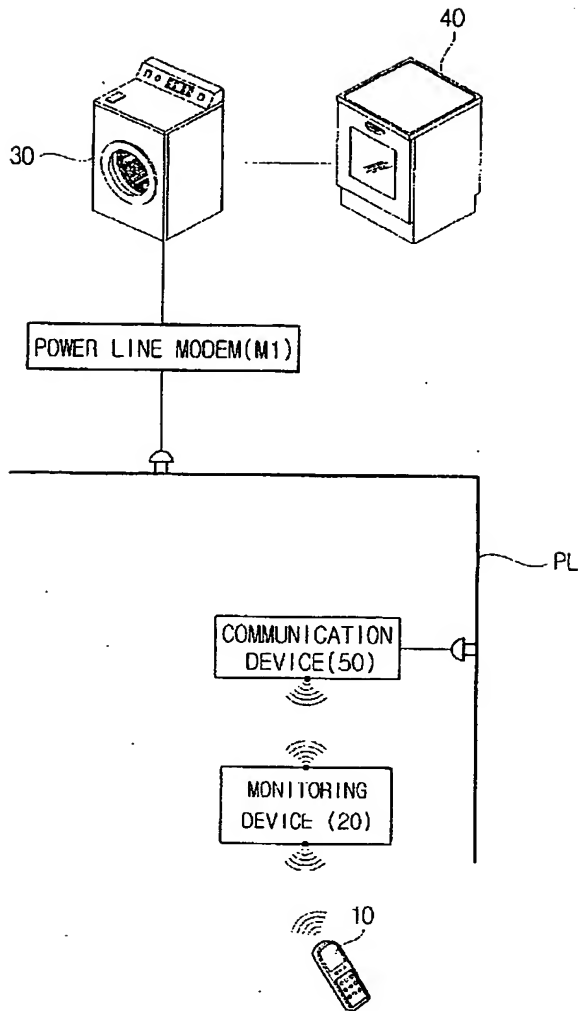 40
30
POWER LINE MODEM(M1)
PL
COMMUNICATION
DEVICE(50)
MONITORING
DEVICE (20)
10